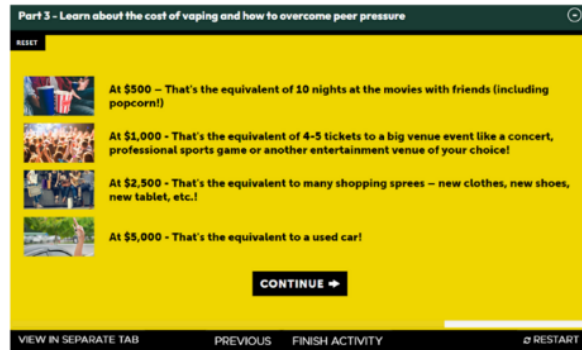 Part 3 - Learn about the cost of vaping and how to overcome peer pressure
RESET
At $500 – That's the equivalent of 10 nights at the movies with friends (including
popcorn!)
At $1,000 - That's the equivalent of 4-5 tickets to a big venue event like a concert,
professional sports game or another entertainment venue of your choice!
At $2,500 - That's the equivalent to many shopping sprees – new clothes, new shoes,
new tablet, etc.!
At $5,000 - That's the equivalent to a used car!
CONTINUE
VIEW IN SEPARATE TAB
PREVIOUS
FINISH ACTIVITY
RESTART